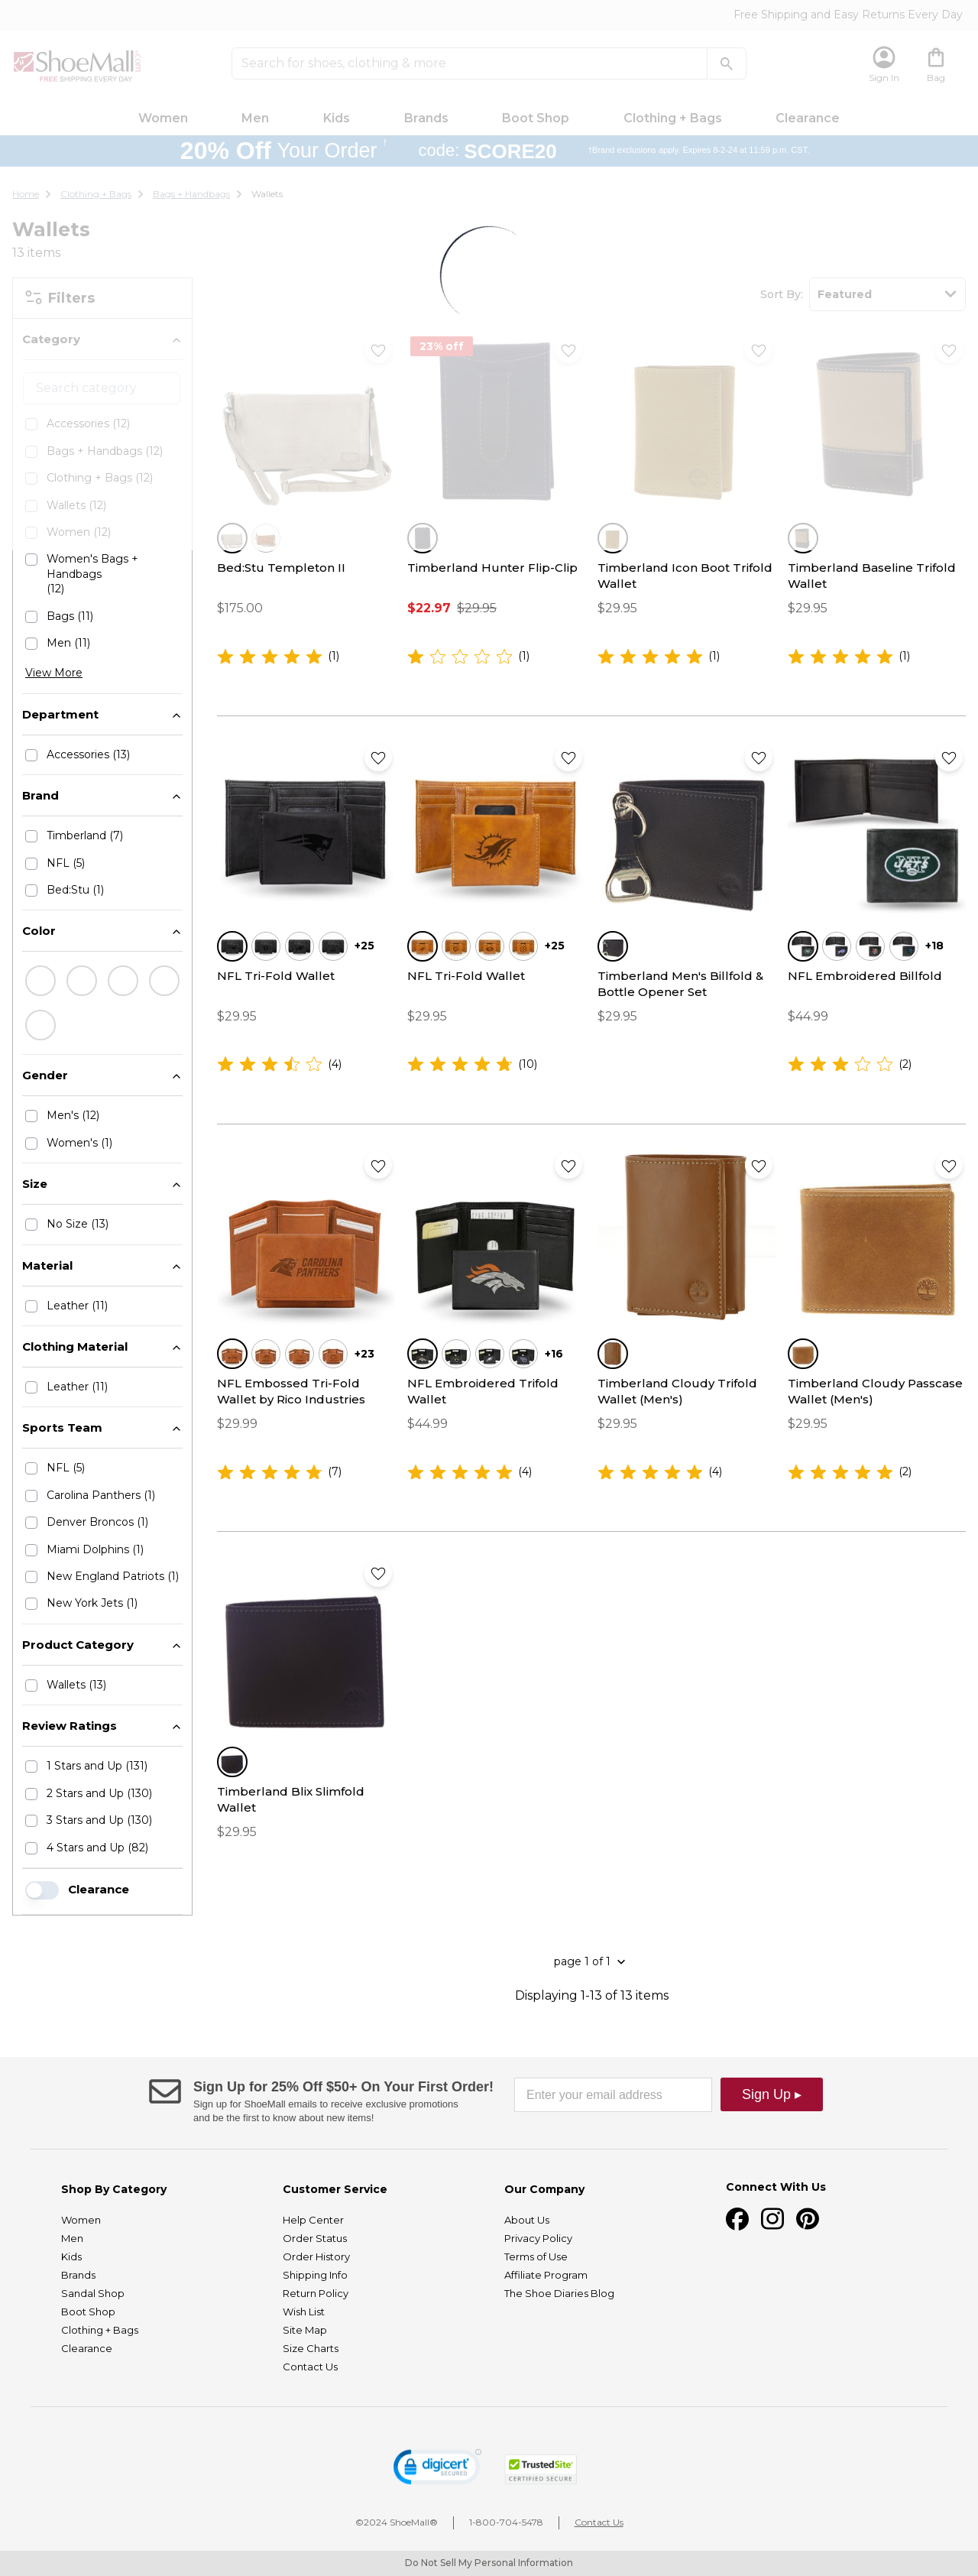 Free Shipping and Easy Returns Every Day
ShoeMall.com
FREE SHIPPING EVERY DAY
Search for shoes, clothing & more
Sign In
Bag
Women
Men
Kids
Brands
Boot Shop
Clothing + Bags
Clearance
20% Off Your Order †
code: SCORE20
†Brand exclusions apply. Expires 8-2-24 at 11:59 p.m. CST.
Home > Clothing + Bags > Bags + Handbags > Wallets
Wallets
13 items
Filters
Sort By: Featured
Category
Search category
Accessories (12)
Bags + Handbags (12)
Clothing + Bags (12)
Wallets (12)
Women (12)
Women's Bags +
Handbags
(12)
Bags (11)
Men (11)
View More
Department
Accessories (13)
Brand
Timberland (7)
NFL (5)
Bed:Stu (1)
Color
Gender
Men's (12)
Women's (1)
Size
No Size (13)
Material
Leather (11)
Clothing Material
Leather (11)
Sports Team
NFL (5)
Carolina Panthers (1)
Denver Broncos (1)
Miami Dolphins (1)
New England Patriots (1)
New York Jets (1)
Product Category
Wallets (13)
Review Ratings
1 Stars and Up (131)
2 Stars and Up (130)
3 Stars and Up (130)
4 Stars and Up (82)
Clearance
Bed:Stu Templeton II
$175.00
(1)
23% off
Timberland Hunter Flip-Clip
$22.97 $29.95
(1)
Timberland Icon Boot Trifold
Wallet
$29.95
(1)
Timberland Baseline Trifold
Wallet
$29.95
(1)
+25
NFL Tri-Fold Wallet
$29.95
(4)
+25
NFL Tri-Fold Wallet
$29.95
(10)
Timberland Men's Billfold &
Bottle Opener Set
$29.95
JETS
+18
NFL Embroidered Billfold
$44.99
(2)
CAROLINA
PANTHERS
+23
NFL Embossed Tri-Fold
Wallet by Rico Industries
$29.99
(7)
+16
NFL Embroidered Trifold
Wallet
$44.99
(4)
Timberland Cloudy Trifold
Wallet (Men's)
$29.95
(4)
Timberland Cloudy Passcase
Wallet (Men's)
$29.95
(2)
Timberland Blix Slimfold
Wallet
$29.95
page 1 of 1
Displaying 1-13 of 13 items
Sign Up for 25% Off $50+ On Your First Order!
Sign up for ShoeMall emails to receive exclusive promotions
and be the first to know about new items!
Enter your email address
Sign Up ▸
Shop By Category
Women
Men
Kids
Brands
Sandal Shop
Boot Shop
Clothing + Bags
Clearance
Customer Service
Help Center
Order Status
Order History
Shipping Info
Return Policy
Wish List
Site Map
Size Charts
Contact Us
Our Company
About Us
Privacy Policy
Terms of Use
Affiliate Program
The Shoe Diaries Blog
Connect With Us
digicert
SECURED
TrustedSite
CERTIFIED SECURE
©2024 ShoeMall®
1-800-704-5478
Contact Us
Do Not Sell My Personal Information